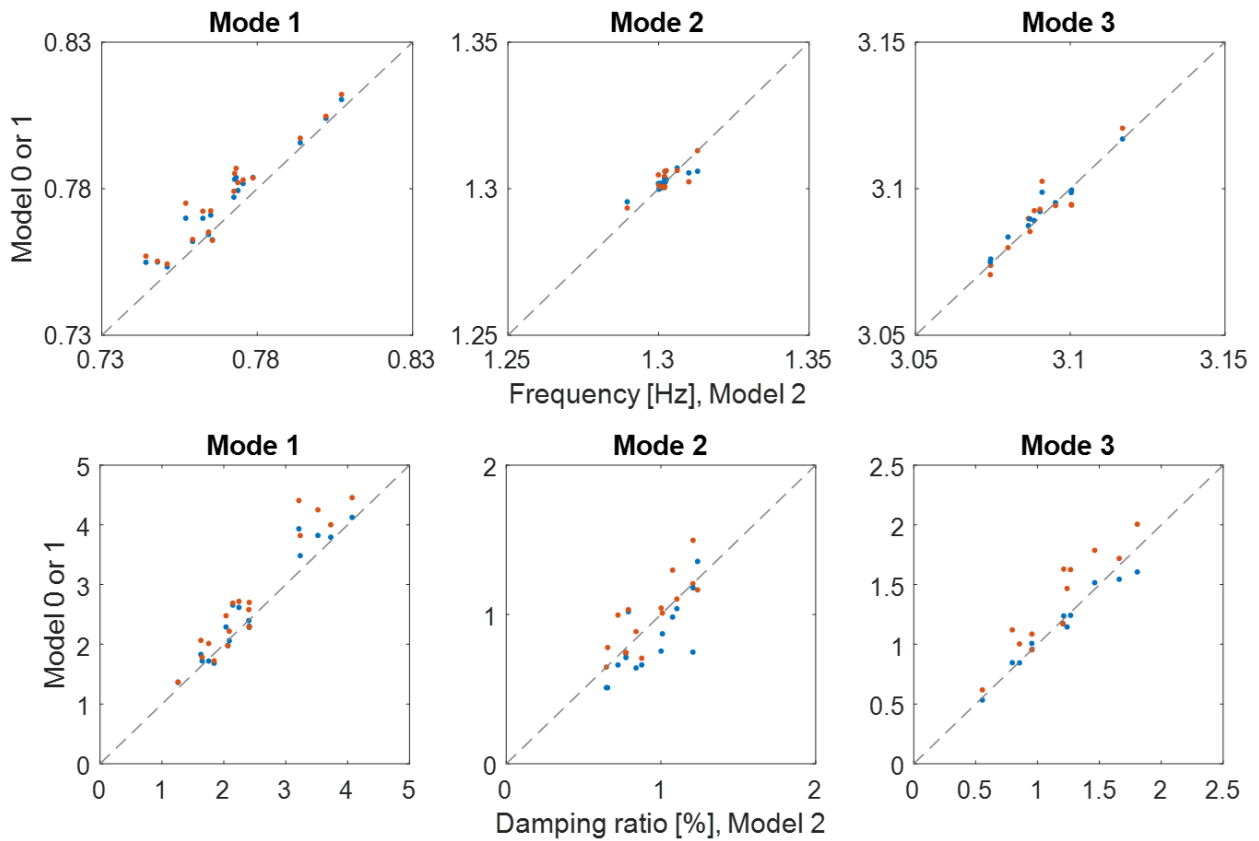 Mode 1 Mode 2 Mode 3
0.83 1.35 3.15
Model 0 or 1
0.78 1.3 3.1
0.73 1.25 3.05
0.73 0.78 0.83 1.25 1.3 1.35 3.05 3.1 3.15
Frequency [Hz], Model 2
Mode 1 Mode 2 Mode 3
5 2 2.5
4 2
Model 0 or 1
3 1.5
1
2 1
1 0.5
0 0 0
0 1 2 3 4 5 0 1 2 0 0.5 1 1.5 2 2.5
Damping ratio [%], Model 2